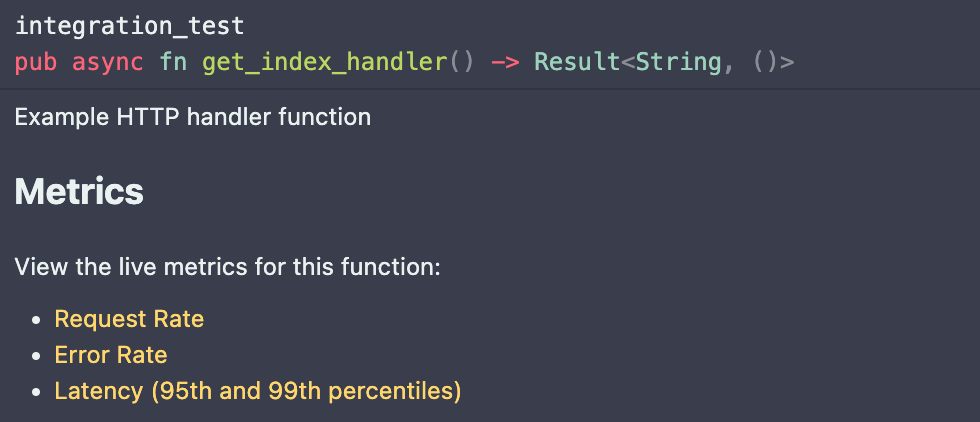 integration_test
pub async fn get_index_handler() -> Result<String, ()>
Example HTTP handler function
Metrics
View the live metrics for this function:
• Request Rate
• Error Rate
• Latency (95th and 99th percentiles)